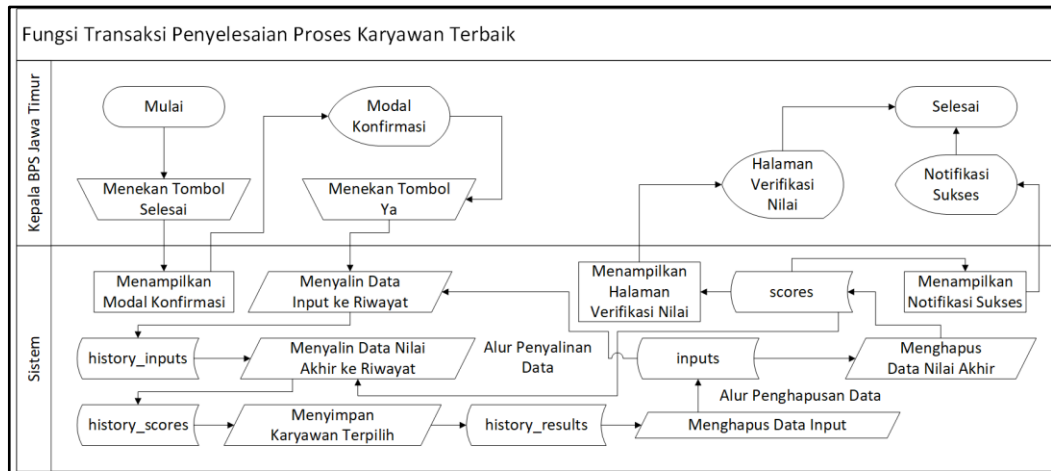 Fungsi Transaksi Penyelesaian Proses Karyawan Terbaik
Kepala BPS Jawa Timur
Mulai
Modal
Konfirmasi
Selesai
Halaman
Verifikasi
Nilai
Notifikasi
Sukses
Menekan Tombol
Selesai
Menekan Tombol
Ya
Sistem
Menampilkan
Modal Konfirmasi
Menyalin Data
Input ke Riwayat
Menampilkan
Halaman
Verifikasi Nilai
scores
Menampilkan
Notifikasi Sukses
history_inputs
Menyalin Data Nilai
Akhir ke Riwayat
Alur Penyalinan
Data
inputs
Menghapus
Data Nilai Akhir
Alur Penghapusan Data
history_scores
Menyimpan
Karyawan Terpilih
history_results
Menghapus Data Input